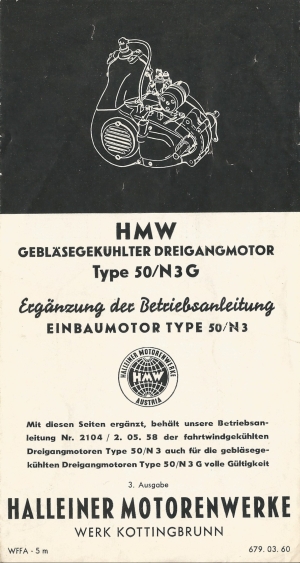 HMW
GEBLÄSEGEKÜHLTER DREIGANGMOTOR
Type 50/N3G
Ergänzung der Betriebsanleitung
EINBAUMOTOR TYPE 50/N3
HALLEINER MOTORENWERKE
HMW
AUSTRIA
Mit diesen Seiten ergänzt, behält unsere Betriebsan-
leitung Nr. 2104 / 2. 05. 58 der fahrtwindgekühlten
Dreigangmotoren Type 50/N 3 auch für die gebläsege-
kühlten Dreigangmotoren Type 50/N 3 G volle Gültigkeit
3. Ausgabe
HALLEINER MOTORENWERKE
WERK KOTTINGBRUNN
WFFA - 5 m
679. 03. 60